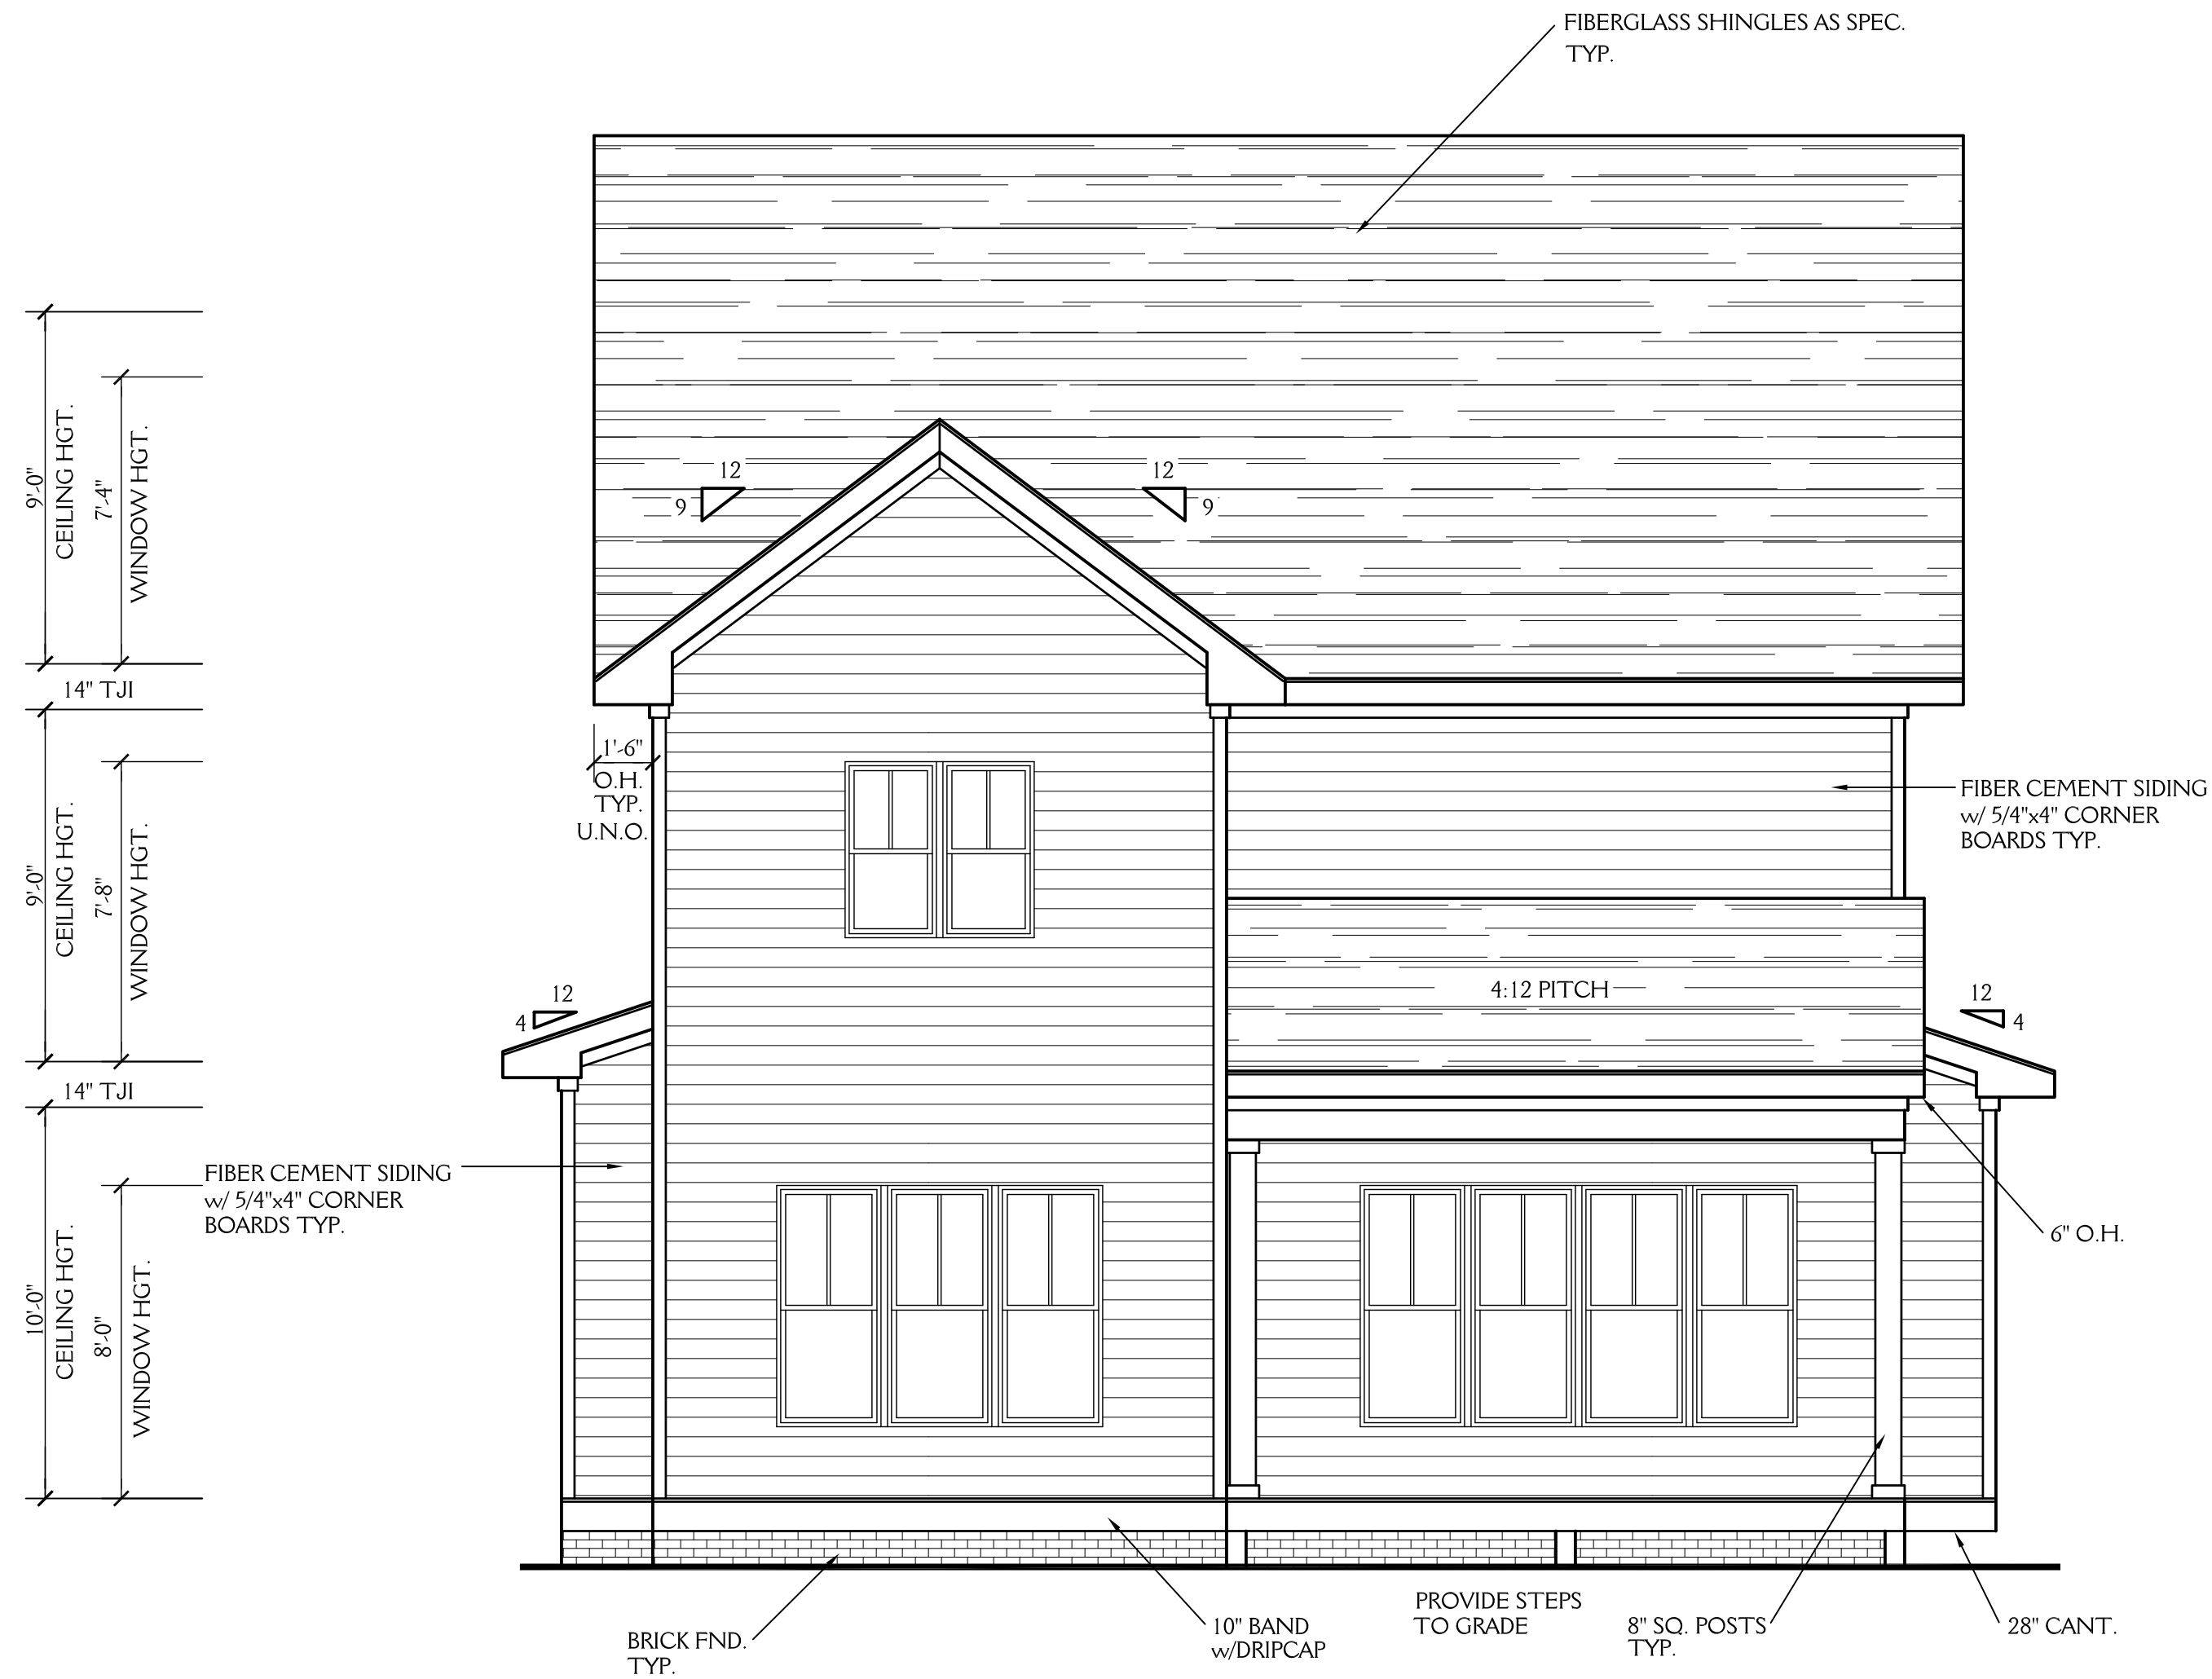 FIBERGLASS SHINGLES AS SPEC.
TYP.
12
9
12
9
9'-0"
CEILING HGT.
7'-4"
WINDOW HGT.
14" TJI
1'-6"
O.H.
TYP.
U.N.O.
FIBER CEMENT SIDING
w/ 5/4"x4" CORNER
BOARDS TYP.
9'-0"
CEILING HGT.
7'-8"
WINDOW HGT.
12
4
4:12 PITCH
12
4
14" TJI
FIBER CEMENT SIDING
w/ 5/4"x4" CORNER
BOARDS TYP.
6" O.H.
10'-0"
CEILING HGT.
8'-0"
WINDOW HGT.
BRICK FND.
TYP.
10" BAND
w/DRIPCAP
PROVIDE STEPS
TO GRADE
8" SQ. POSTS
TYP.
28" CANT.